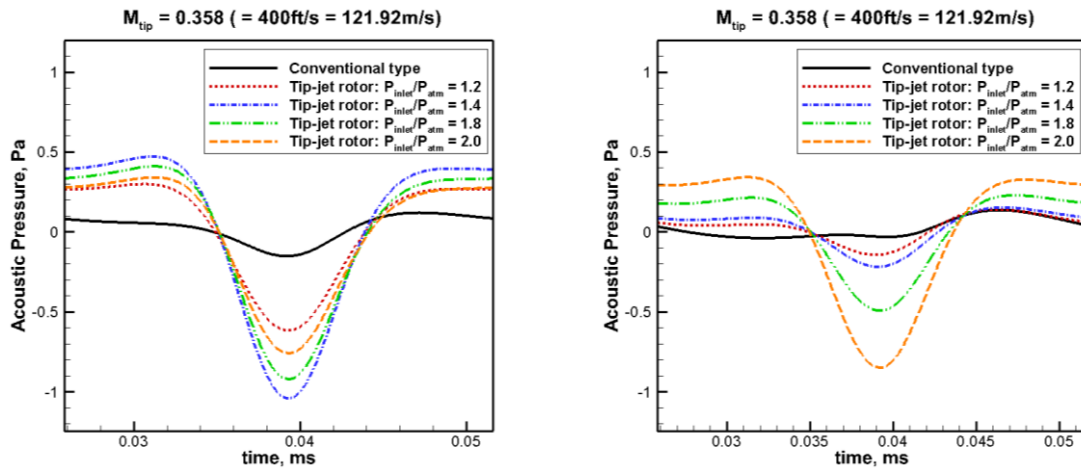 M_tip = 0.358 ( = 400ft/s = 121.92m/s)
Acoustic Pressure, Pa
1
0.5
0
-0.5
-1
Conventional type
Tip-jet rotor: P_inlet/P_atm = 1.2
Tip-jet rotor: P_inlet/P_atm = 1.4
Tip-jet rotor: P_inlet/P_atm = 1.8
Tip-jet rotor: P_inlet/P_atm = 2.0
0.03 0.04 0.05
time, ms
M_tip = 0.358 ( = 400ft/s = 121.92m/s)
Acoustic Pressure, Pa
1
0.5
0
-0.5
-1
Conventional type
Tip-jet rotor: P_inlet/P_atm = 1.2
Tip-jet rotor: P_inlet/P_atm = 1.4
Tip-jet rotor: P_inlet/P_atm = 1.8
Tip-jet rotor: P_inlet/P_atm = 2.0
0.03 0.035 0.04 0.045 0.05
time, ms